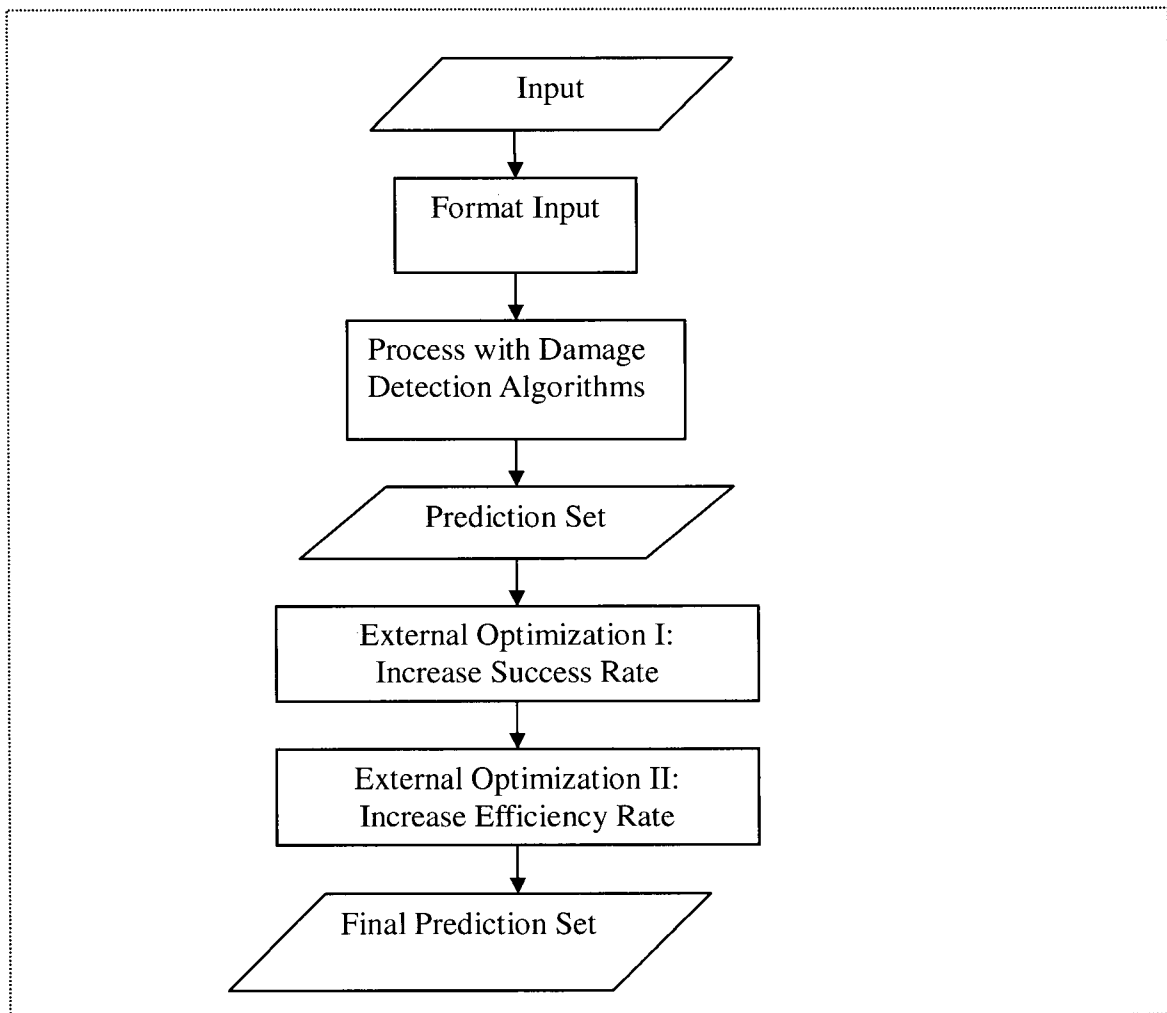 Input
Format Input
Process with Damage
Detection Algorithms
Prediction Set
External Optimization I:
Increase Success Rate
External Optimization II:
Increase Efficiency Rate
Final Prediction Set